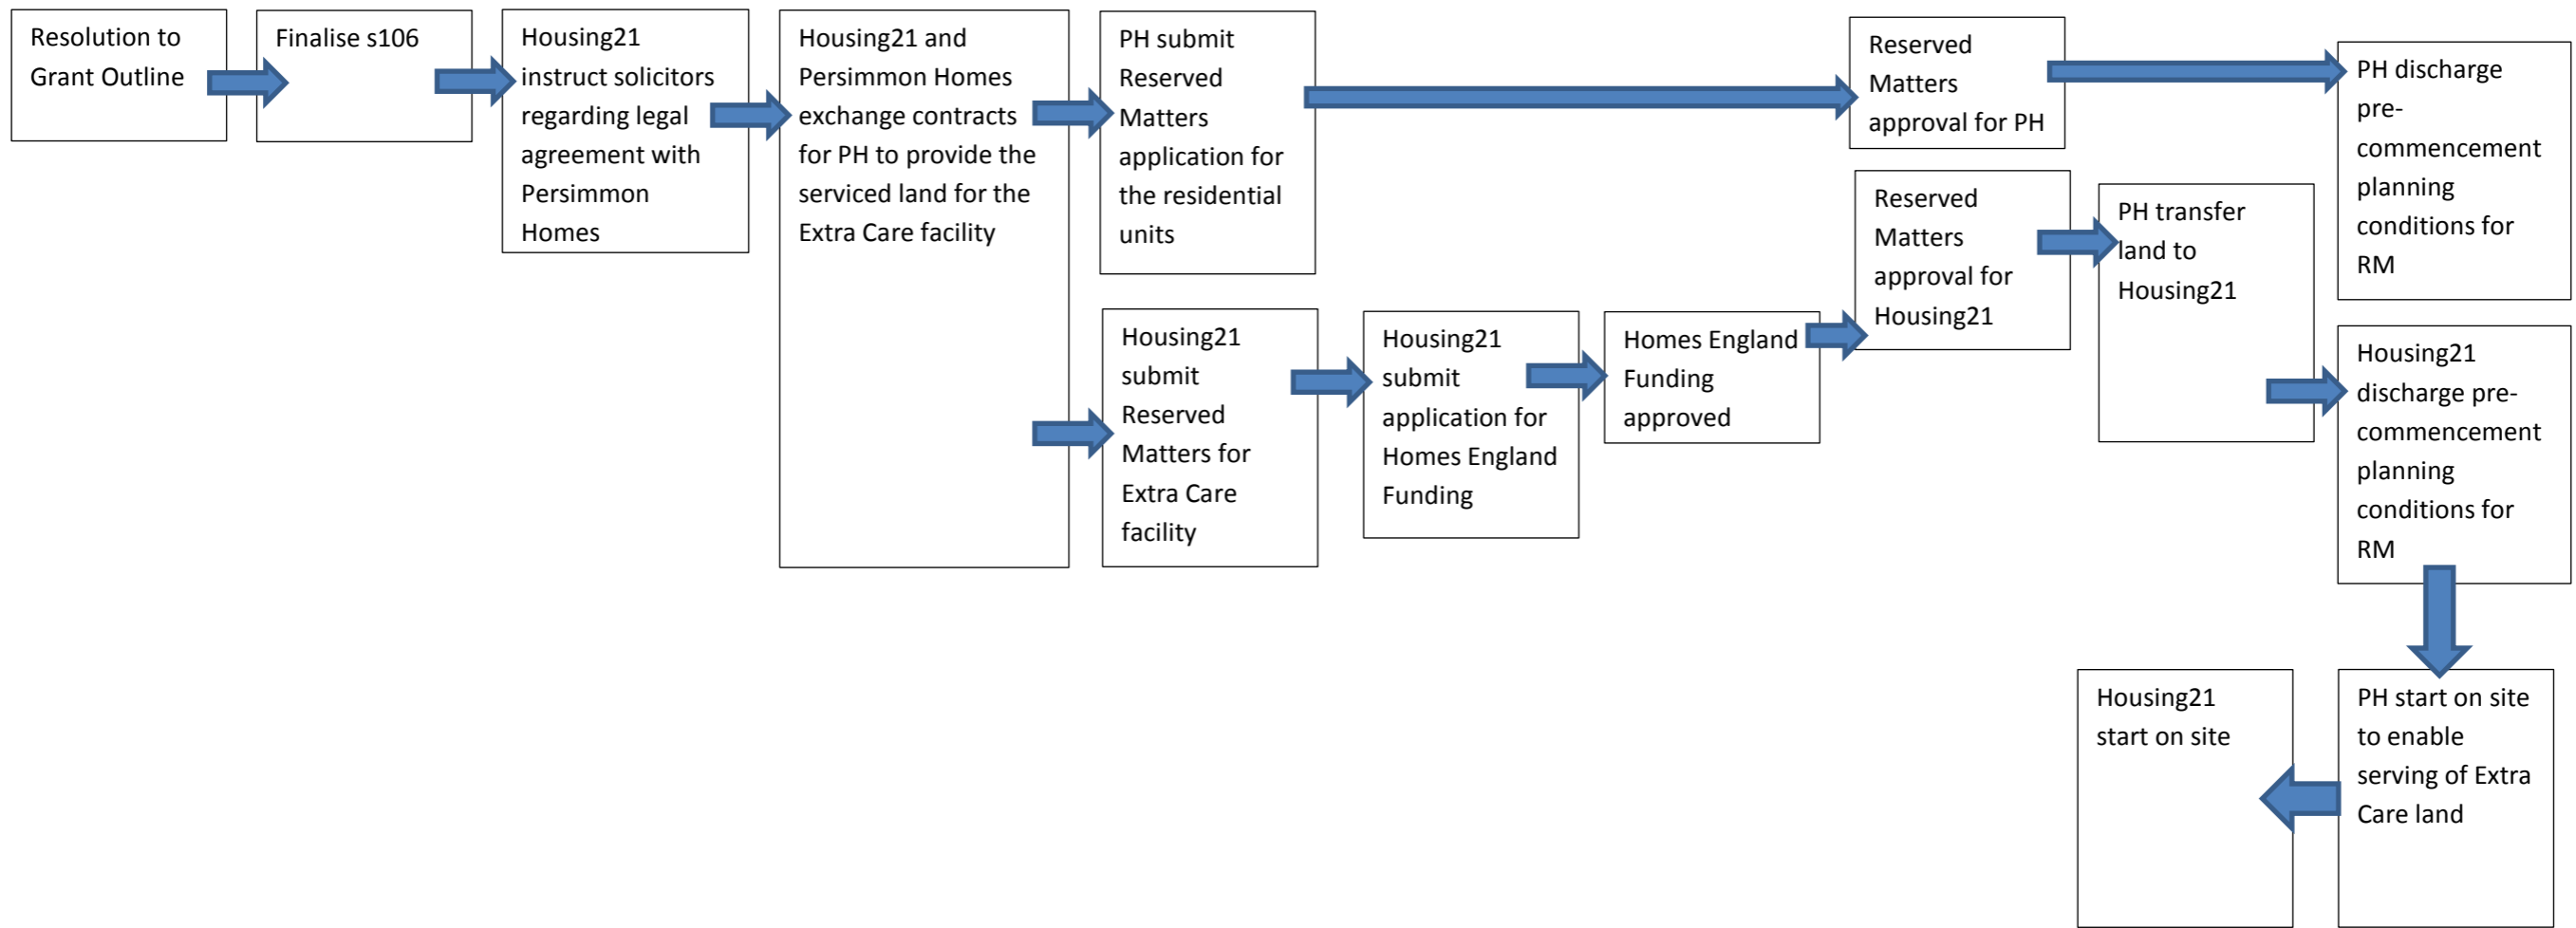 Resolution to
Grant Outline
Finalise s106
Housing21
instruct solicitors
regarding legal
agreement with
Persimmon
Homes
Housing21 and
Persimmon Homes
exchange contracts
for PH to provide the
serviced land for the
Extra Care facility
PH submit
Reserved
Matters
application for
the residential
units
Reserved
Matters
approval for PH
PH discharge
pre-
commencement
planning
conditions for
RM
Housing21
submit
Reserved
Matters for
Extra Care
facility
Housing21
submit
application for
Homes England
Funding
Homes England
Funding
approved
Reserved
Matters
approval for
Housing21
PH transfer
land to
Housing21
Housing21
discharge pre-
commencement
planning
conditions for
RM
PH start on site
to enable
serving of Extra
Care land
Housing21
start on site